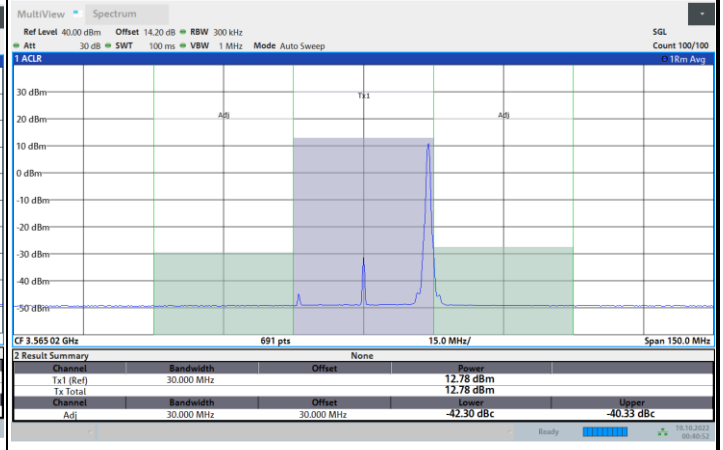 MultiView Spectrum
Ref Level 40.00 dBm Offset 14.20 dB RBW 300 kHz SGL
Att 30 dB SWT 100 ms VBW 1 MHz Mode Auto Sweep Count 100/100
1 ACLR 1Rm Avg
30 dBm
Tx1
20 dBm
Adj Adj
10 dBm
0 dBm
-10 dBm
-20 dBm
-30 dBm
-40 dBm
-50 dBm
CF 3.565 02 GHz 691 pts 15.0 MHz/ Span 150.0 MHz
2 Result Summary None
Channel Bandwidth Offset Power
Tx1 (Ref) 30.000 MHz 12.78 dBm
Tx Total 12.78 dBm
Channel Bandwidth Offset Lower Upper
Adj 30.000 MHz 30.000 MHz -42.30 dBc -40.33 dBc
Ready 19.10.2022
00:40:52